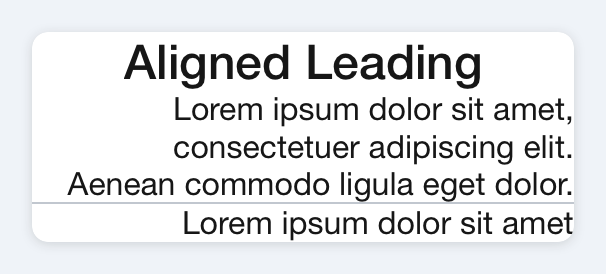 Aligned Leading
Lorem ipsum dolor sit amet,
consectetuer adipiscing elit.
Aenean commodo ligula eget dolor.
Lorem ipsum dolor sit amet